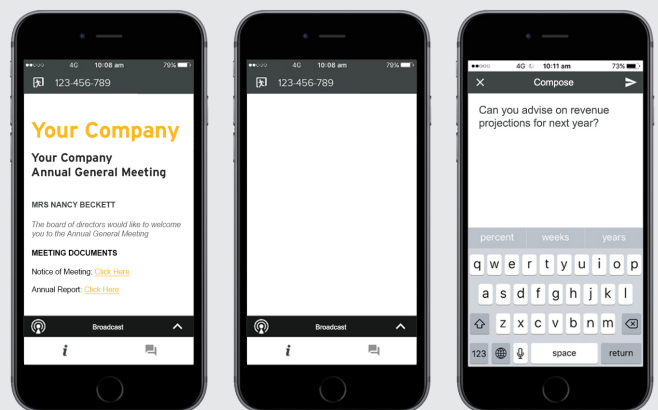 4G 10:08 am 79%
123-456-789
Your Company
Your Company
Annual General Meeting
MRS NANCY BECKETT
The board of directors would like to welcome
you to the Annual General Meeting
MEETING DOCUMENTS
Notice of Meeting: Click Here
Annual Report: Click Here
Broadcast
i
4G 10:08 am 79%
123-456-789
Broadcast
i
4G 10:11 am 73%
Compose
Can you advise on revenue
projections for next year?
percent weeks years
q w e r t y u i o p
a s d f g h j k l
z x c v b n m
123 space return